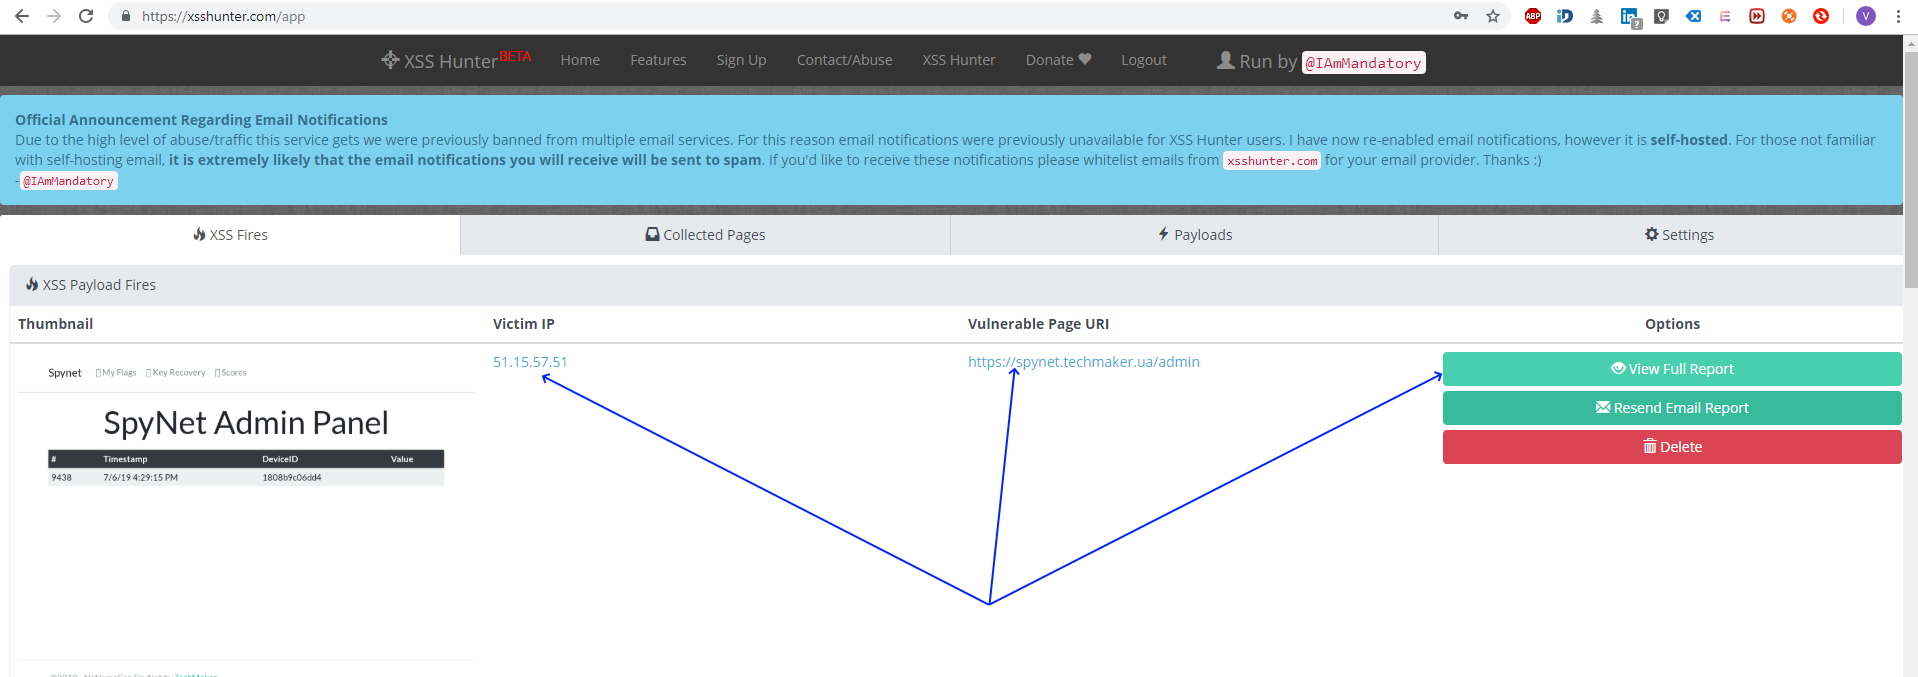 https://xsshunter.com/app
ABP
?
V
XSS Hunter BETA Home Features Sign Up Contact/Abuse XSS Hunter Donate Logout Run by @IAmMandatory
Official Announcement Regarding Email Notifications
Due to the high level of abuse/traffic this service gets we were previously banned from multiple email services. For this reason email notifications were previously unavailable for XSS Hunter users. I have now re-enabled email notifications, however it is self-hosted. For those not familiar
with self-hosting email, it is extremely likely that the email notifications you will receive will be sent to spam. If you'd like to receive these notifications please whitelist emails from xsshunter.com for your email provider. Thanks :)
-@IAmMandatory
XSS Fires Collected Pages Payloads Settings
XSS Payload Fires
Thumbnail Victim IP Vulnerable Page URI Options
51.15.57.51 https://spynet.techmaker.ua/admin View Full Report
Spynet My Flags Key Recovery Scores
Resend Email Report
SpyNet Admin Panel
Delete
# Timestamp DeviceID Value
9438 7/6/19 4:29:15 PM 1808b9c06dd4